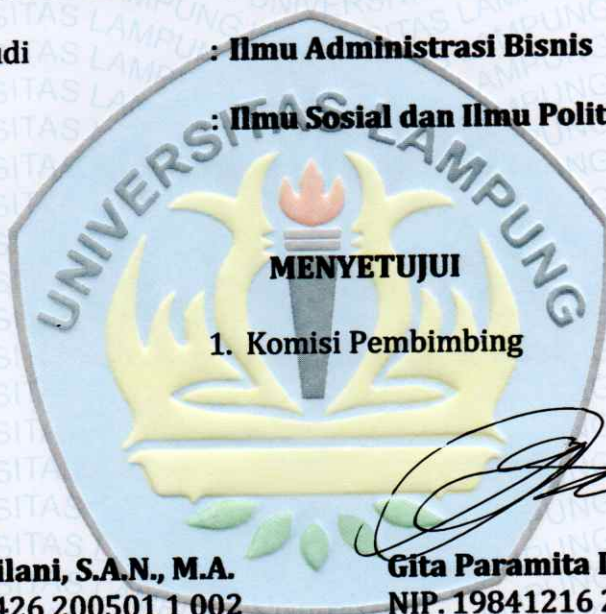 udi : Ilmu Administrasi Bisnis
: Ilmu Sosial dan Ilmu Polit
UNIVERSITAS LAMPUNG
MENYETUJUI
1. Komisi Pembimbing
ilani, S.A.N., M.A. Gita Paramita
426 200501 1 002 NIP. 19841216